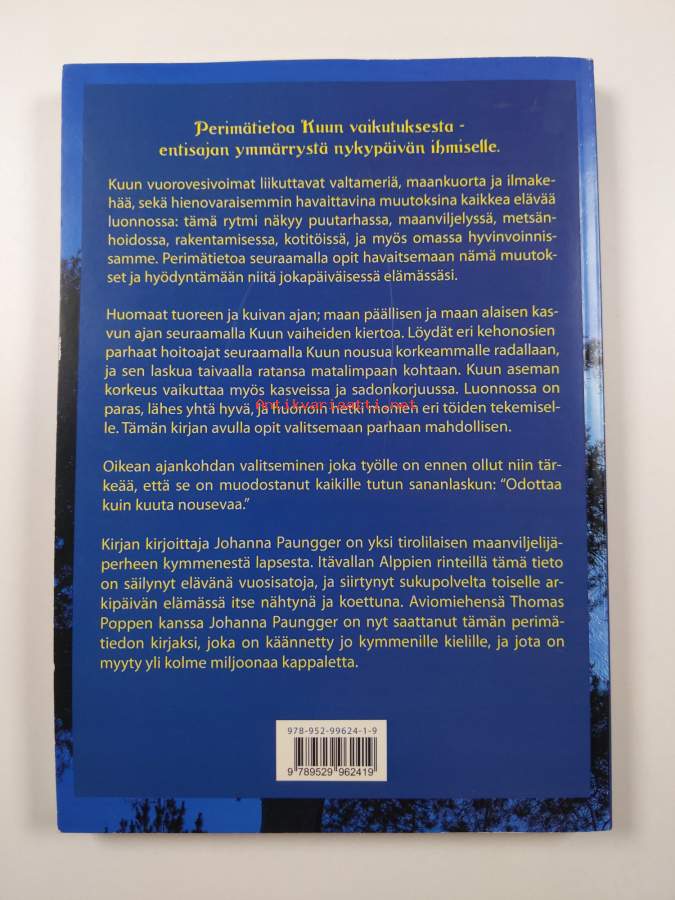 Perimätietoa Kuun vaikutuksesta -
entisajan ymmärrystä nykypäivän ihmiselle.
Kuun vuorovesivoimat liikuttavat valtameriä, maankuorta ja ilmake-
hää, sekä hienovaraisemmin havaittavina muutoksina kaikkea elävää
luonnossa: tämä rytmi näkyy puutarhassa, maanviljelyssä, metsän-
hoidossa, rakentamisessa, kotitöissä, ja myös omassa hyvinvoinnis-
samme. Perimätietoa seuraamalla opit havaitsemaan nämä muutok-
set ja hyödyntämään niitä jokapäiväisessä elämässäsi.
Huomaat tuoreen ja kuivan ajan; maan päällisen ja maan alaisen kas-
vun ajan seuraamalla Kuun vaiheiden kiertoa. Löydät eri kehonosien
parhaat hoitoajat seuraamalla Kuun nousua korkeammalle radallaan,
ja sen laskua taivaalla ratansa matalimpaan kohtaan. Kuun aseman
korkeus vaikuttaa myös kasveissa ja sadonkorjuussa. Luonnossa on
Antikvariaatti.net
paras, lähes yhtä hyvä, ja huonoin hetki monen eri töiden tekemisel-
le. Tämän kirjan avulla opit valitsemaan parhaan mahdollisen.
Oikean ajankohdan valitseminen joka työlle on ennen ollut niin tär-
keää, että se on muodostanut kaikille tutun sananlaskun: "Odottaa
kuin kuuta nousevaa."
Kirjan kirjoittaja Johanna Paungger on yksi tirolilaisen maanviljelijä-
perheen kymmenestä lapsesta. Itävallan Alppien rinteillä tämä tieto
on säilynyt elävänä vuosisatoja, ja siirtynyt sukupolvelta toiselle ar-
kipäivän elämässä itse nähtynä ja koettuna. Aviomiehensä Thomas
Poppen kanssa Johanna Paungger on nyt saattanut tämän perimä-
tiedon kirjaksi, joka on käännetty jo kymmenille kielille, ja jota on
myyty yli kolme miljoonaa kappaletta.
978-952-99624-1-9
9 789529 962419